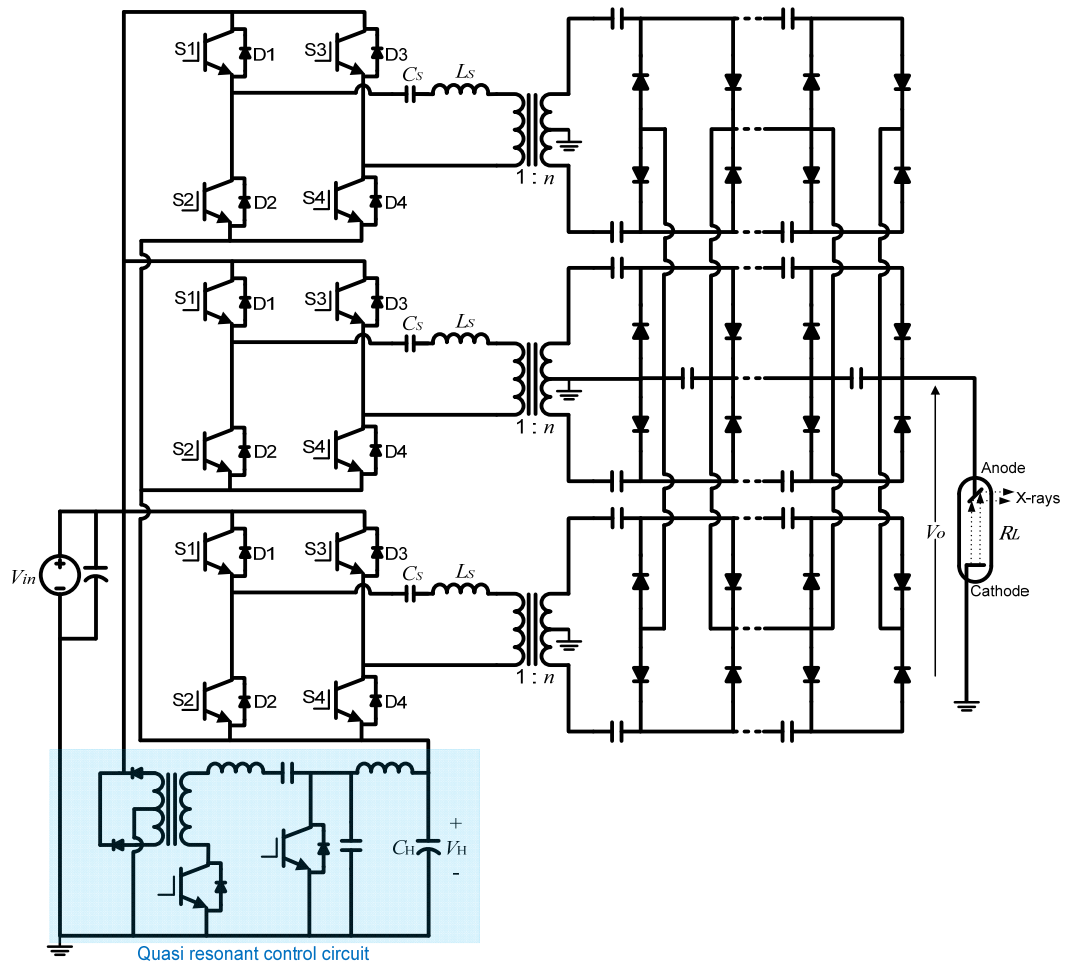 S1 D1 S3 D3
Cs Ls
S2 D2 S4 D4
1 : n
S1 D1 S3 D3
Cs Ls
S2 D2 S4 D4
1 : n
Anode
X-rays
Vo RL
Cathode
S1 D1 S3 D3
Vin + -
Cs Ls
S2 D2 S4 D4
1 : n
+
CH VH
-
Quasi resonant control circuit